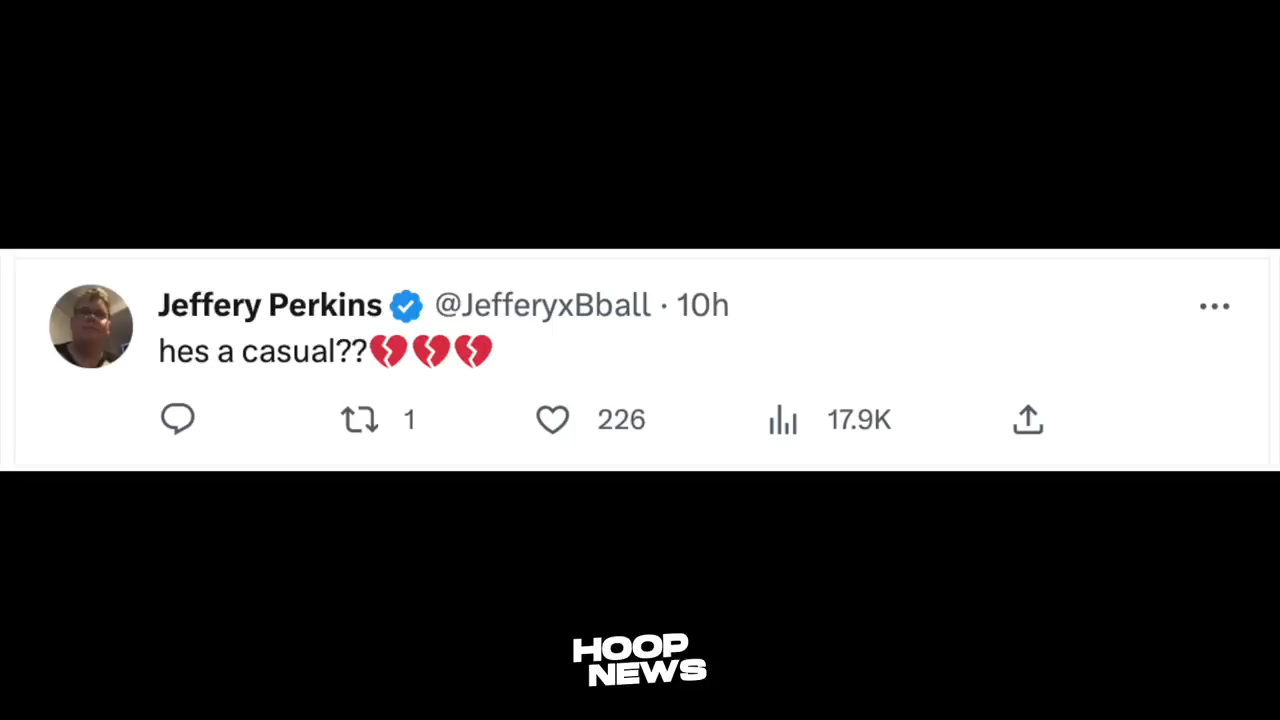 Jeffery Perkins @JefferyxBball · 10h
hes a casual??💔💔💔
1 226 17.9K
HOOP
NEWS